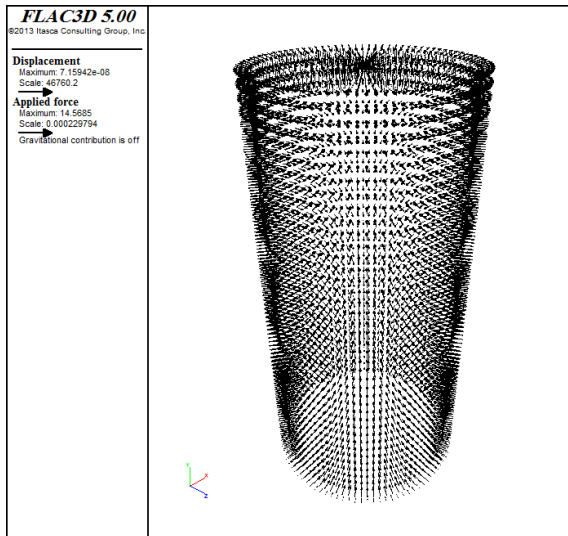 FLAC3D 5.00
©2013 Itasca Consulting Group, Inc.
Displacement
Maximum: 7.15942e-08
Scale: 46760.2
Applied force
Maximum: 14.5685
Scale: 0.000229794
Gravitational contribution is off
Y
X
Z